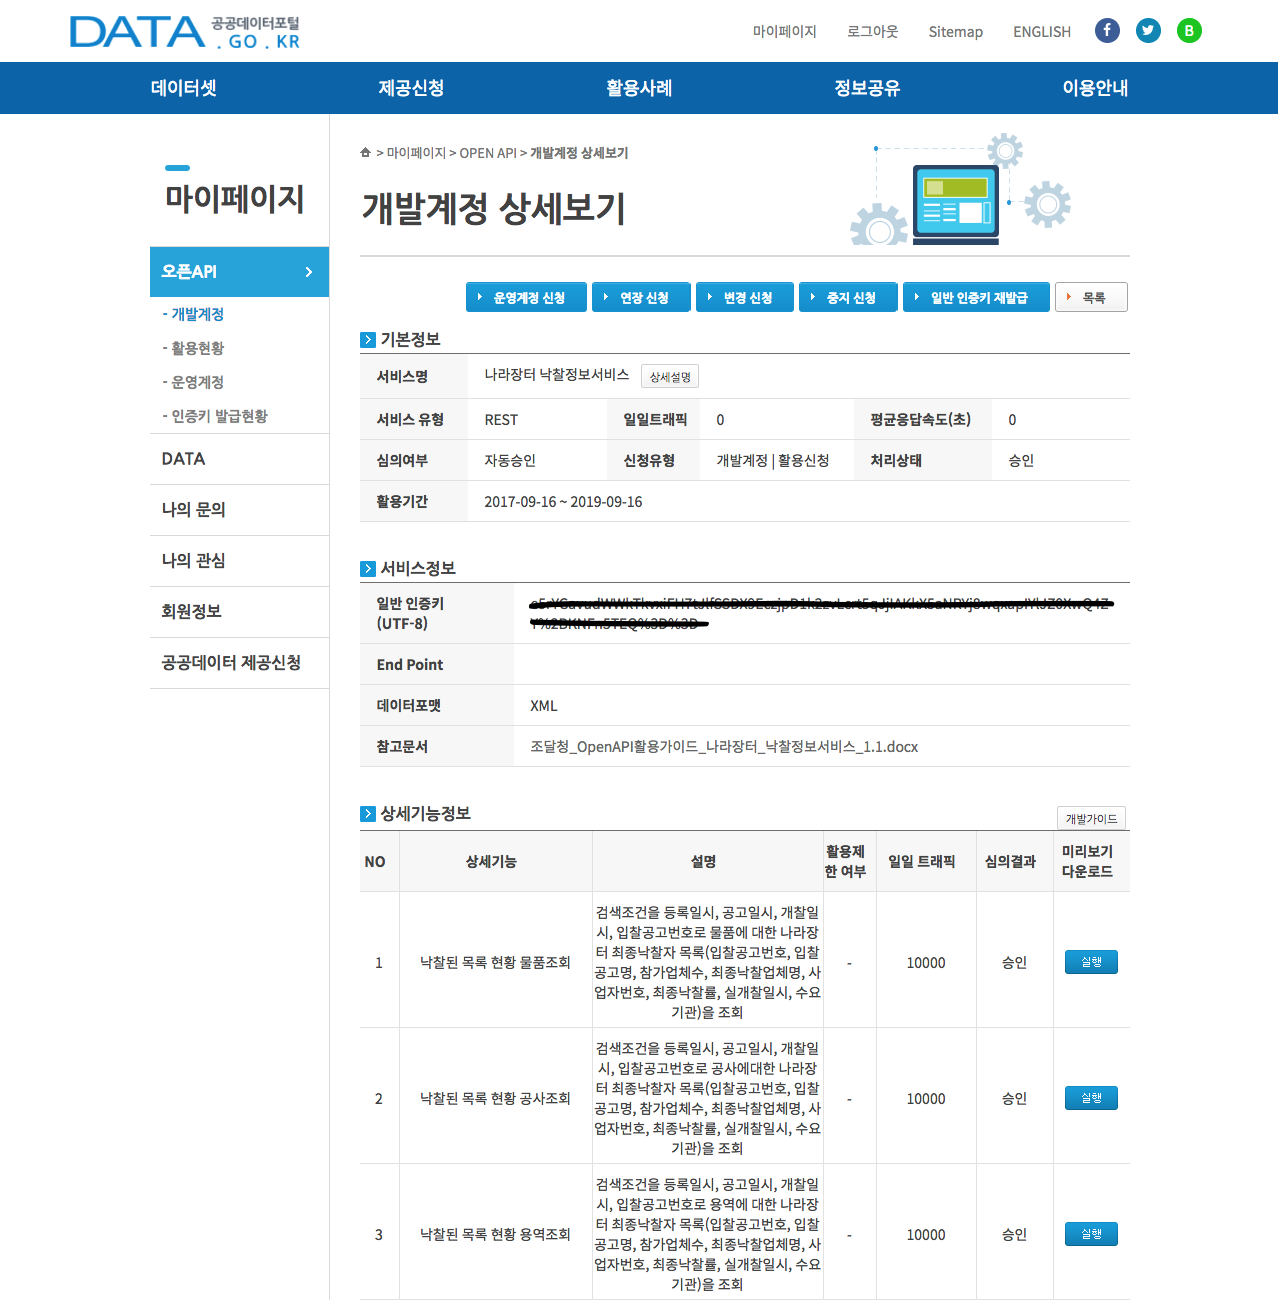 DATA 공공데이터포털
.GO.KR
마이페이지 로그아웃 Sitemap ENGLISH f B
데이터셋 제공신청 활용사례 정보공유 이용안내
마이페이지
오픈API
- 개발계정
- 활용현황
- 운영계정
- 인증키 발급현황
DATA
나의 문의
나의 관심
회원정보
공공데이터 제공신청
> 마이페이지 > OPEN API > 개발계정 상세보기
개발계정 상세보기
운영계정 신청 연장 신청 변경 신청 중지 신청 일반 인증키 재발급 목록
기본정보
서비스명 나라장터 낙찰정보서비스 상세설명
서비스 유형 REST 일일트래픽 0 평균응답속도(초) 0
심의여부 자동승인 신청유형 개발계정 | 활용신청 처리상태 승인
활용기간 2017-09-16 ~ 2019-09-16
서비스정보
일반 인증키
(UTF-8)
End Point
데이터포맷 XML
참고문서 조달청_OpenAPI활용가이드_나라장터_낙찰정보서비스_1.1.docx
상세기능정보 개발가이드
NO 상세기능 설명 활용제
한 여부 일일 트래픽 심의결과 미리보기
다운로드
1 낙찰된 목록 현황 물품조회
검색조건을 등록일시, 공고일시, 개찰일
시, 입찰공고번호로 물품에 대한 나라장
터 최종낙찰자 목록(입찰공고번호, 입찰
공고명, 참가업체수, 최종낙찰업체명, 사
업자번호, 최종낙찰률, 실개찰일시, 수요
기관)을 조회
- 10000 승인 실행
2 낙찰된 목록 현황 공사조회
검색조건을 등록일시, 공고일시, 개찰일
시, 입찰공고번호로 공사에대한 나라장
터 최종낙찰자 목록(입찰공고번호, 입찰
공고명, 참가업체수, 최종낙찰업체명, 사
업자번호, 최종낙찰률, 실개찰일시, 수요
기관)을 조회
- 10000 승인 실행
3 낙찰된 목록 현황 용역조회
검색조건을 등록일시, 공고일시, 개찰일
시, 입찰공고번호로 용역에 대한 나라장
터 최종낙찰자 목록(입찰공고번호, 입찰
공고명, 참가업체수, 최종낙찰업체명, 사
업자번호, 최종낙찰률, 실개찰일시, 수요
기관)을 조회
- 10000 승인 실행